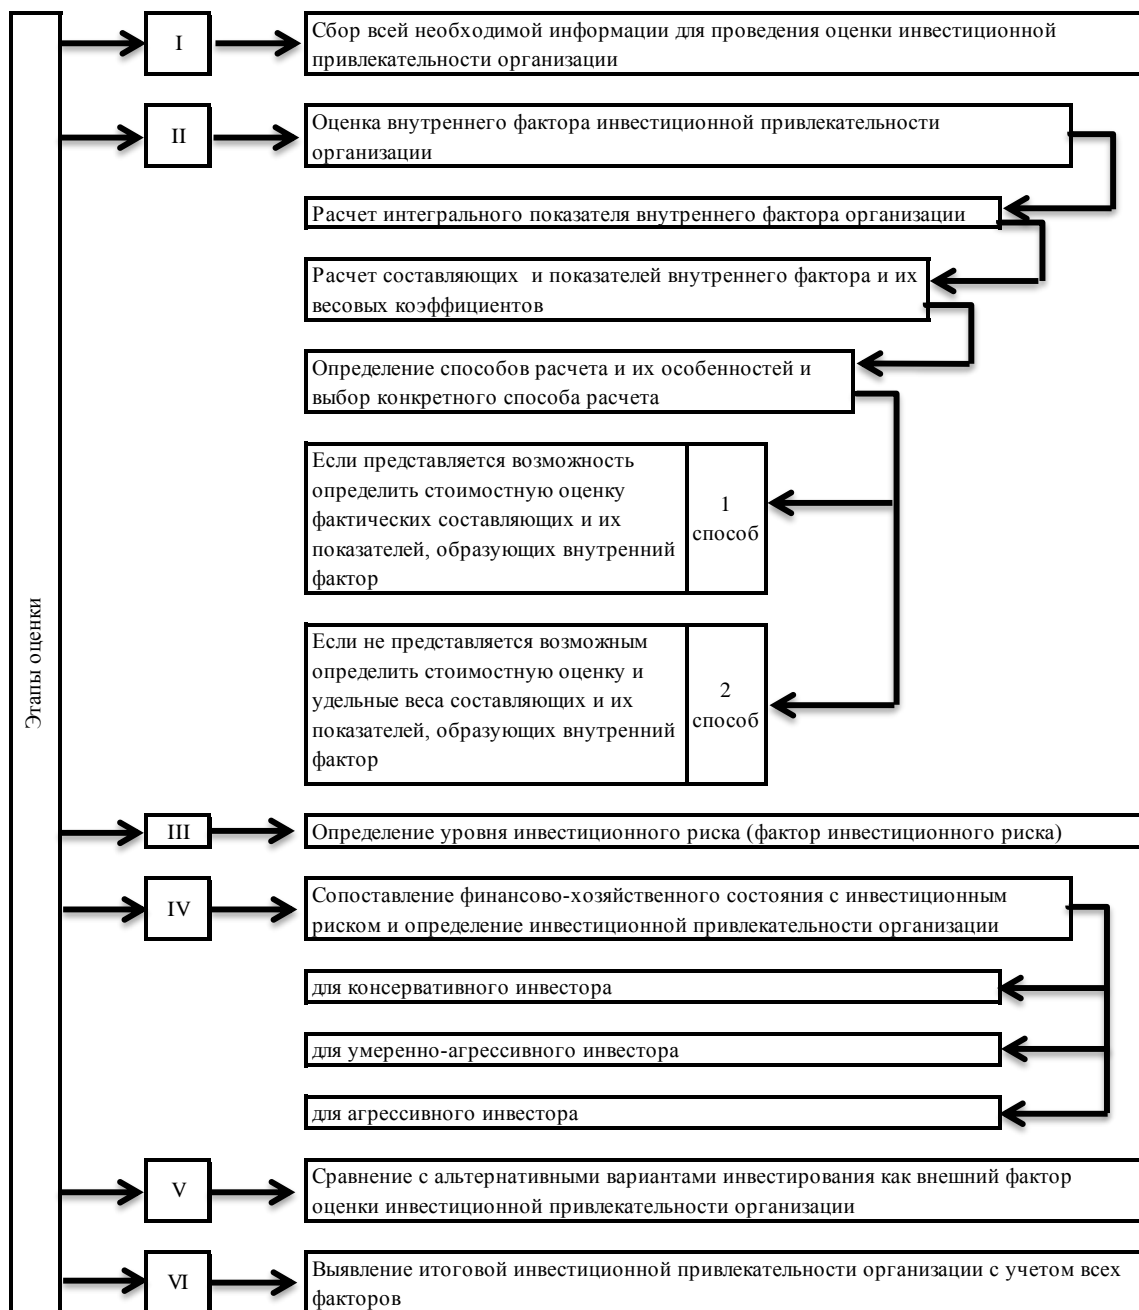 Этапы оценки
I
Сбор всей необходимой информации для проведения оценки инвестиционной
привлекательности организации
II
Оценка внутреннего фактора инвестиционной привлекательности
организации
Расчет интегрального показателя внутреннего фактора организации
Расчет составляющих и показателей внутреннего фактора и их
весовых коэффициентов
Определение способов расчета и их особенностей и
выбор конкретного способа расчета
Если представляется возможность
определить стоимостную оценку
фактических составляющих и их
показателей, образующих внутренний
фактор
1
способ
Если не представляется возможным
определить стоимостную оценку и
удельные веса составляющих и их
показателей, образующих внутренний
фактор
2
способ
III
Определение уровня инвестиционного риска (фактор инвестиционного риска)
IV
Сопоставление финансово-хозяйственного состояния с инвестиционным
риском и определение инвестиционной привлекательности организации
для консервативного инвестора
для умеренно-агрессивного инвестора
для агрессивного инвестора
V
Сравнение с альтернативными вариантами инвестирования как внешний фактор
оценки инвестиционной привлекательности организации
VI
Выявление итоговой инвестиционной привлекательности организации с учетом всех
факторов